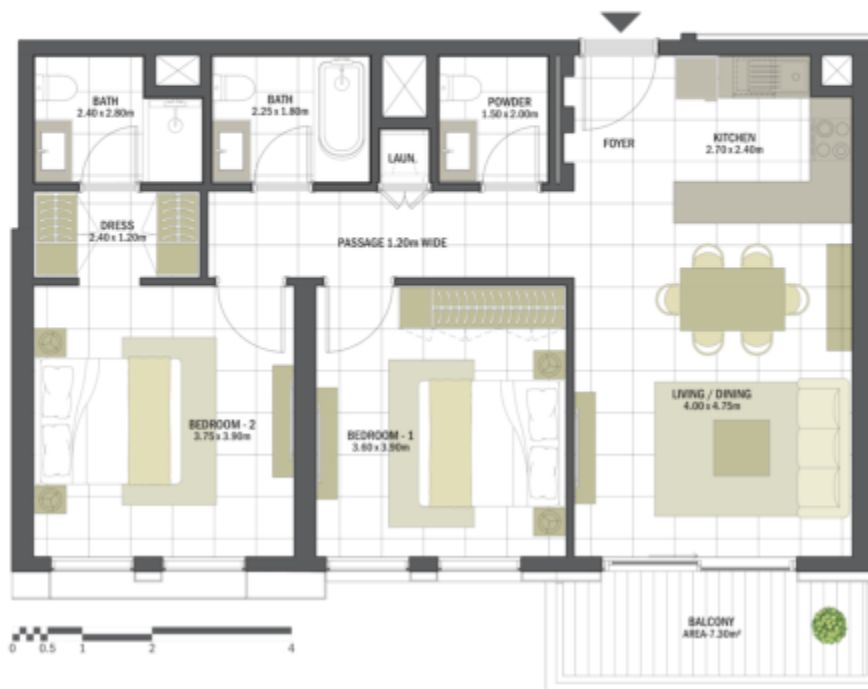 BATH
2.40 x 2.80m
BATH
2.25 x 1.80m
POWDER
1.50 x 2.00m
FOYER
KITCHEN
2.70 x 2.40m
LAUN.
DRESS
2.40 x 1.20m
PASSAGE 1.20m WIDE
BEDROOM - 2
3.75 x 3.90m
BEDROOM - 1
3.60 x 3.90m
LIVING / DINING
4.00 x 4.75m
BALCONY
AREA-7.30m²
0 0.5 1 2 4